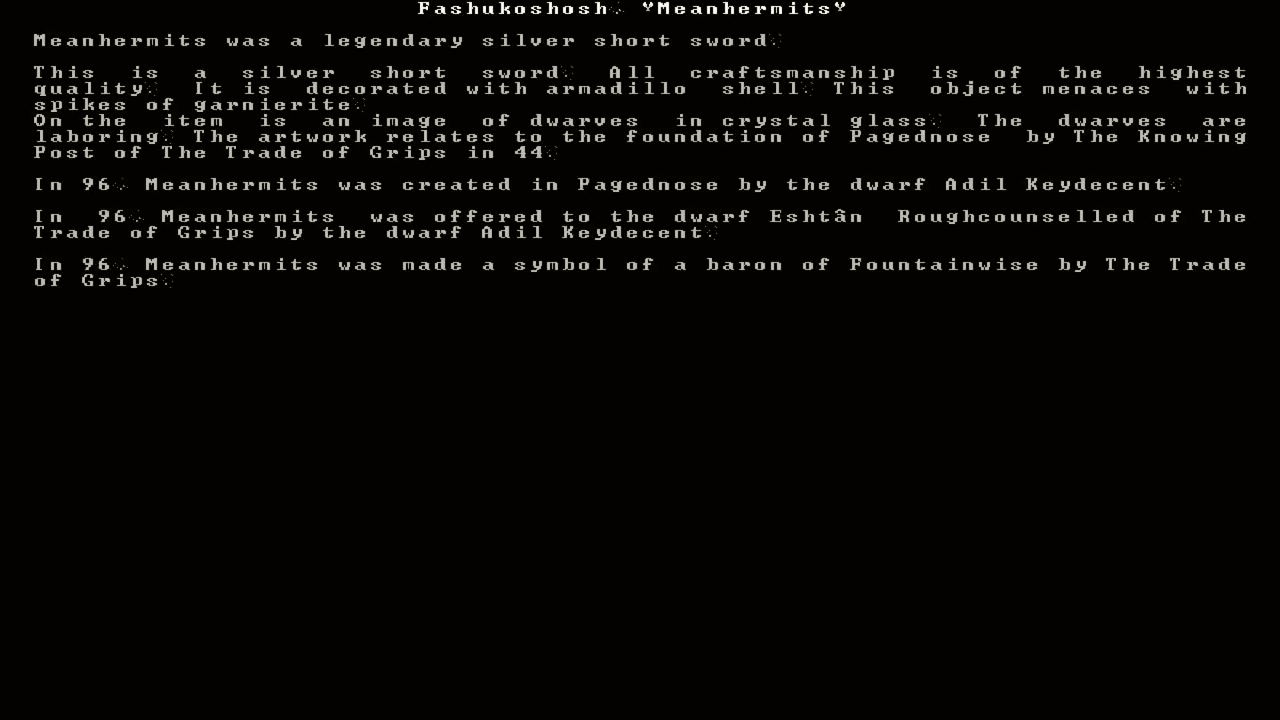 Fashukoshosh, "Meanhermits"
Meanhermits was a legendary silver short sword.
This is a silver short sword. All craftsmanship is of the highest
quality. It is decorated with armadillo shell. This object menaces with
spikes of garnierite.
On the item is an image of dwarves in crystal glass. The dwarves are
laboring. The artwork relates to the foundation of Pagednose by The Knowing
Post of The Trade of Grips in 44.
In 96, Meanhermits was created in Pagednose by the dwarf Adil Keydecent.
In 96, Meanhermits was offered to the dwarf Eshtân Roughcounselled of The
Trade of Grips by the dwarf Adil Keydecent.
In 96, Meanhermits was made a symbol of a baron of Fountainwise by The Trade
of Grips.